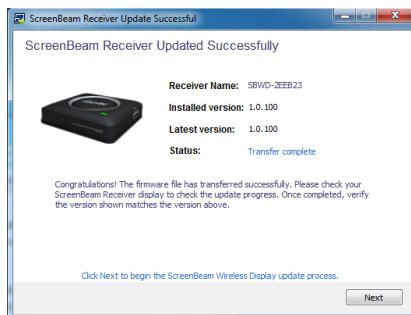 ScreenBeam Receiver Update Successful
ScreenBeam Receiver Updated Successfully
Receiver Name: SBWD-2EEB23
Installed version: 1.0.100
Latest version: 1.0.100
Status: Transfer complete
Congratulations! The firmware file has transferred successfully. Please check your
ScreenBeam Receiver display to check the update progress. Once completed, verify
the version shown matches the version above.
Click Next to begin the ScreenBeam Wireless Display update process.
Next